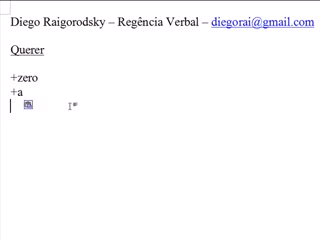 Diego Raigorodsky – Regência Verbal – diegorai@gmail.com
Querer
+zero
+a